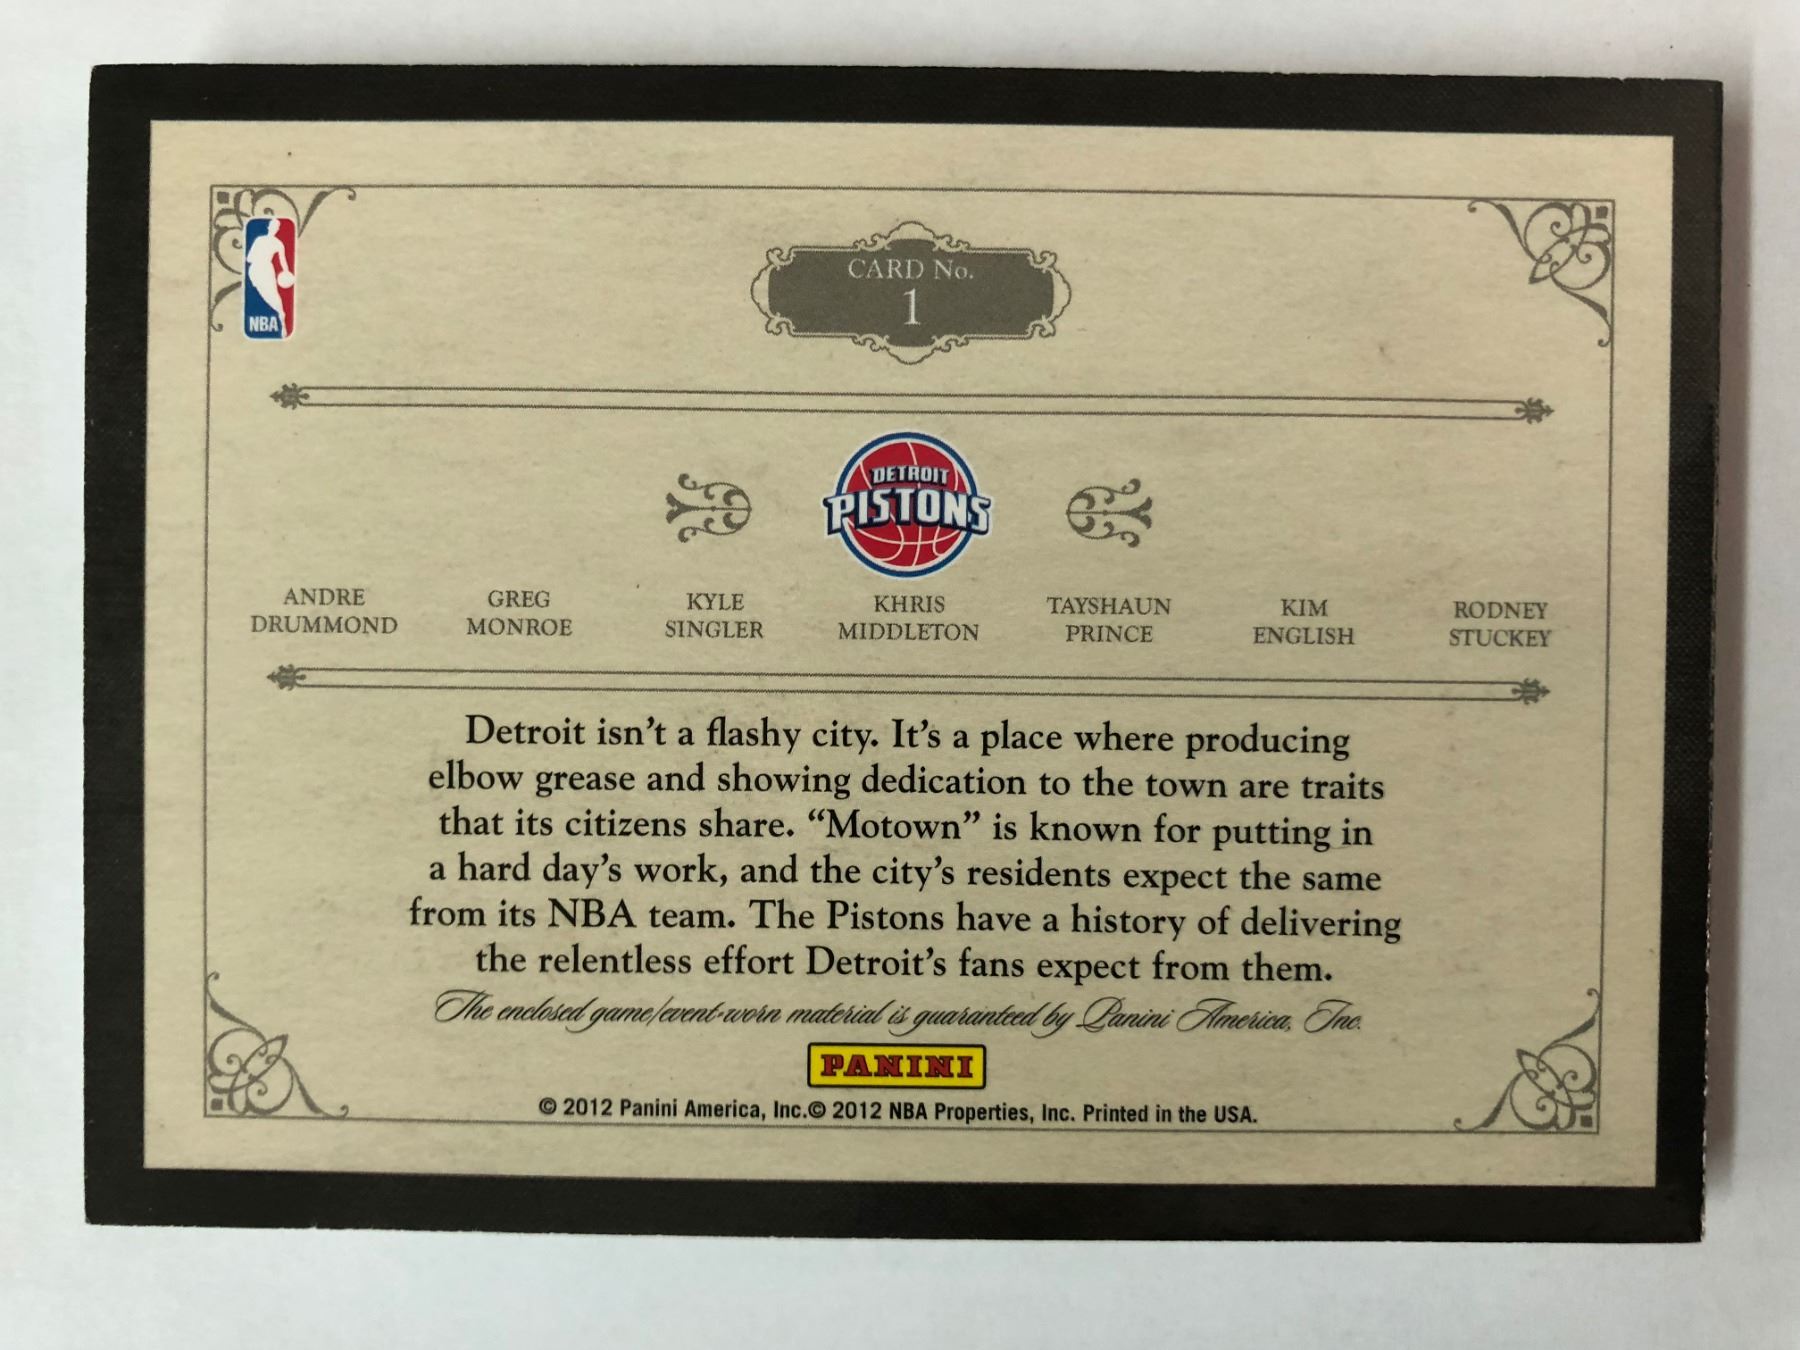 NBA
CARD No.
1
DETROIT
PISTONS
ANDRE
DRUMMOND
GREG
MONROE
KYLE
SINGLER
KHRIS
MIDDLETON
TAYSHAUN
PRINCE
KIM
ENGLISH
RODNEY
STUCKEY
Detroit isn’t a flashy city. It’s a place where producing
elbow grease and showing dedication to the town are traits
that its citizens share. “Motown” is known for putting in
a hard day’s work, and the city’s residents expect the same
from its NBA team. The Pistons have a history of delivering
the relentless effort Detroit’s fans expect from them.
The enclosed game/event-worn material is guaranteed by Panini America, Inc.
PANINI
© 2012 Panini America, Inc.© 2012 NBA Properties, Inc. Printed in the USA.